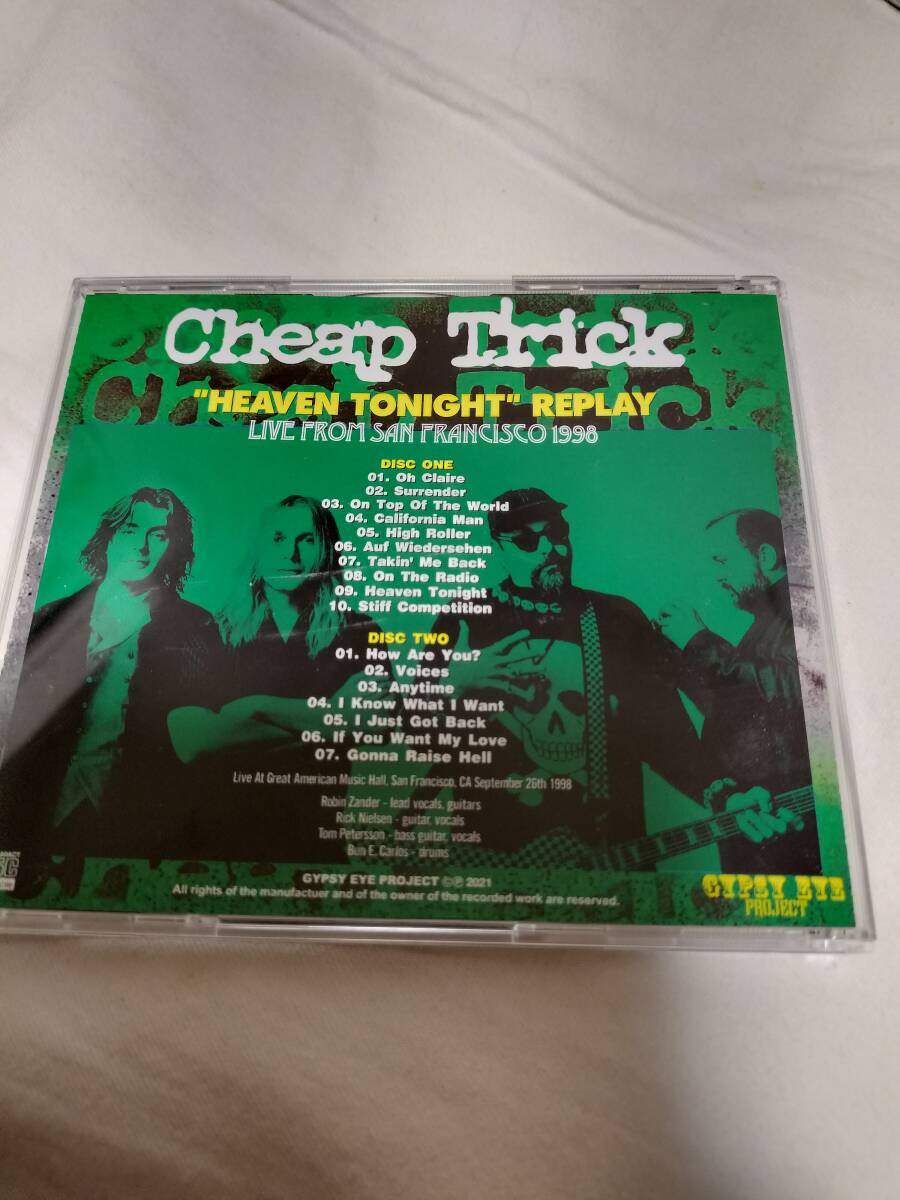 Cheap Trick
"HEAVEN TONIGHT" REPLAY
LIVE FROM SAN FRANCISCO 1998
DISC ONE
01. Oh Claire
02. Surrender
03. On Top Of The World
04. California Man
05. High Roller
06. Auf Wiedersehen
07. Takin' Me Back
08. On The Radio
09. Heaven Tonight
10. Stiff Competition
DISC TWO
01. How Are You?
02. Voices
03. Anytime
04. I Know What I Want
05. I Just Got Back
06. If You Want My Love
07. Gonna Raise Hell
Live At Great American Music Hall, San Francisco, CA September 26th 1998
Robin Zander - lead vocals, guitars
Rick Nielsen - guitar, vocals
Tom Petersson - bass guitar, vocals
Bun E. Carlos - drums
GYPSY EYE PROJECT ©℗ 2021
All rights of the manufactuer and of the owner of the recorded work are reserved.
GYPSY EYE
PROJECT